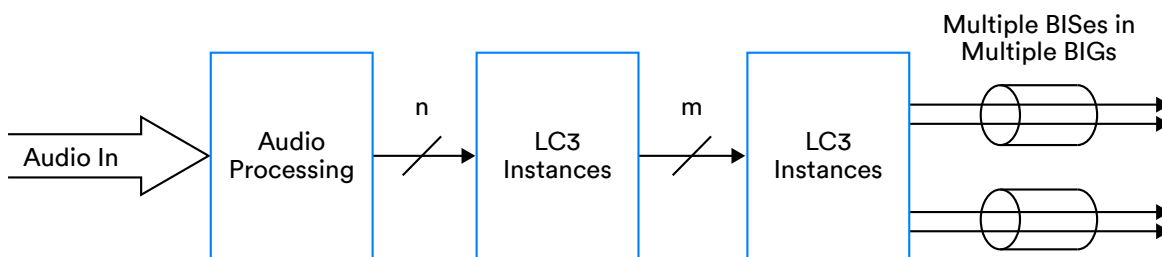 Multiple BISes in
Multiple BIGs
Audio In
Audio
Processing
n
LC3
Instances
m
LC3
Instances